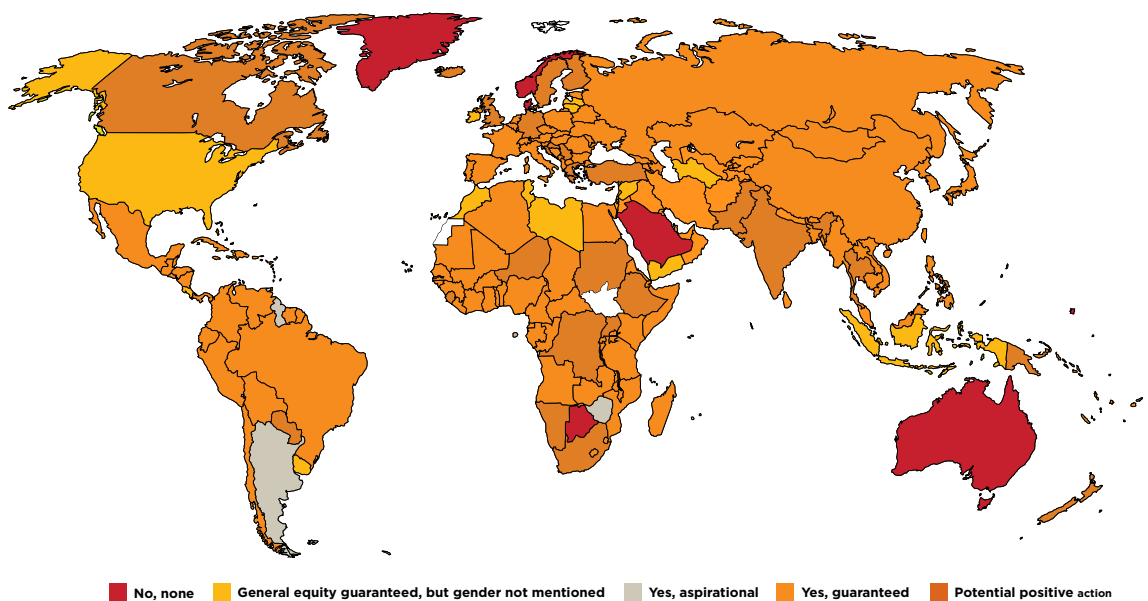 No, none General equity guaranteed, but gender not mentioned Yes, aspirational Yes, guaranteed Potential positive action